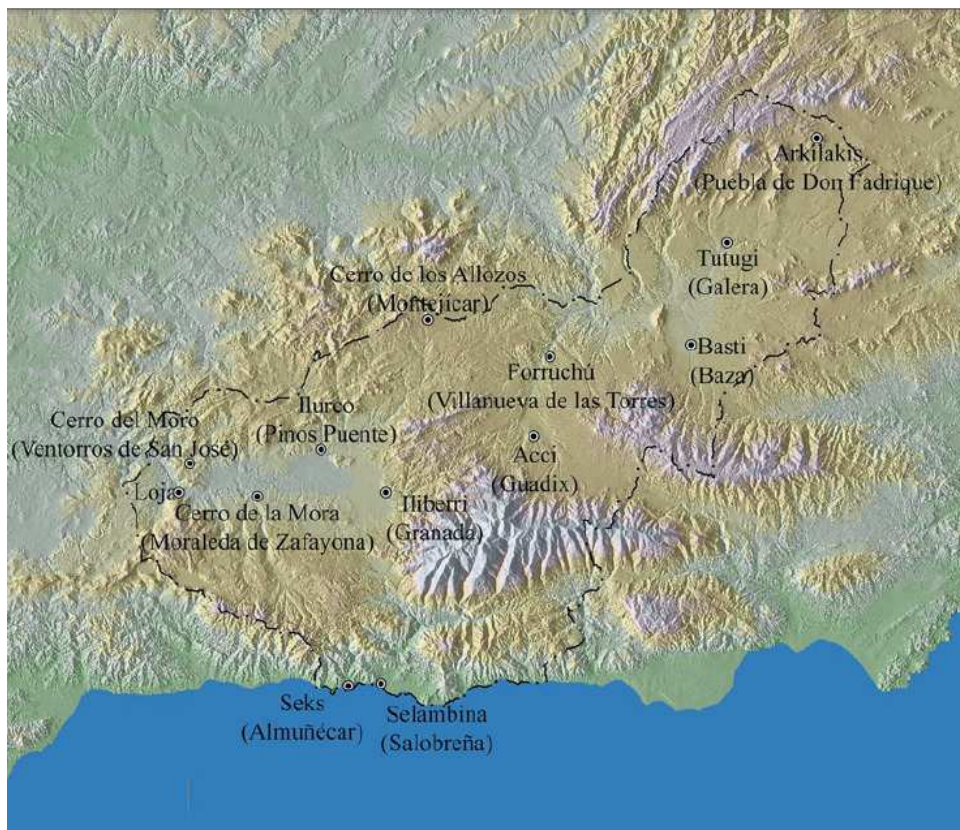 Arkilakis
(Puebla de Don Fadrique)
Tutugi
(Galera)
Cerro de los Allozos
(Montejícar)
Basti
(Baza)
Forruchú
(Villanueva de las Torres)
Ilurco
(Pinos Puente)
Cerro del Moro
(Ventorros de San José)
Acci
(Guadix)
Loja
Cerro de la Mora
(Moraleda de Zafayona)
Iliberri
(Granada)
Seks
(Almuñécar)
Selambina
(Salobreña)